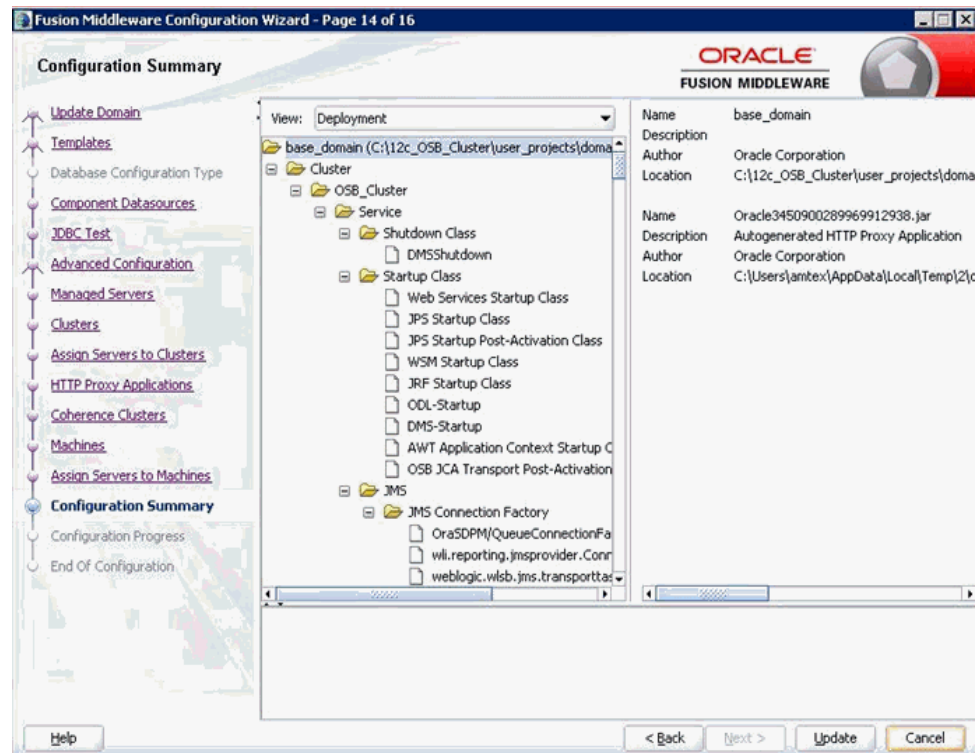 Fusion Middleware Configuration Wizard - Page 14 of 16
Configuration Summary
ORACLE
FUSION MIDDLEWARE
Update Domain
Templates
Database Configuration Type
Component Datasources
JDBC Test
Advanced Configuration
Managed Servers
Clusters
Assign Servers to Clusters
HTTP Proxy Applications
Coherence Clusters
Machines
Assign Servers to Machines
Configuration Summary
Configuration Progress
End Of Configuration
View: Deployment
base_domain (C:\12c_OSB_Cluster\user_projects\doma
Cluster
OSB_Cluster
Service
Shutdown Class
DMSShutdown
Startup Class
Web Services Startup Class
JPS Startup Class
JPS Startup Post-Activation Class
WSM Startup Class
JRF Startup Class
ODL-Startup
DMS-Startup
AWT Application Context Startup C
OSB JCA Transport Post-Activation
JMS
JMS Connection Factory
OraSDPM/QueueConnectionFa
wli.reporting.jmsprovider.Conn
weblogic.wlsb.jms.transporttas
Name base_domain
Description
Author Oracle Corporation
Location C:\12c_OSB_Cluster\user_projects\doma
Name Oracle3450900289969912938.jar
Description Autogenerated HTTP Proxy Application
Author Oracle Corporation
Location C:\Users\amtex\AppData\Local\Temp\2\c
Help
< Back
Next >
Update
Cancel